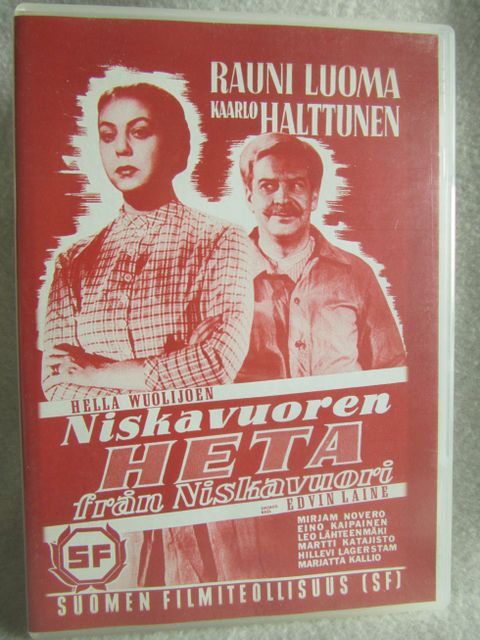 RAUNI LUOMA
KAARLO HALTTUNEN
HELLA WUOLIJOEN
Niskavuoren
HETA
från Niskavuori
EDVIN LAINE
MIRJAM NOVERO
EINO KAIPAINEN
LEO LÄHTEENMÄKI
MARTTI KATAJISTO
HILLEVI LAGERSTAM
MARJATTA KALLIO
SF
SUOMEN FILMITEOLLISUUS (SF)